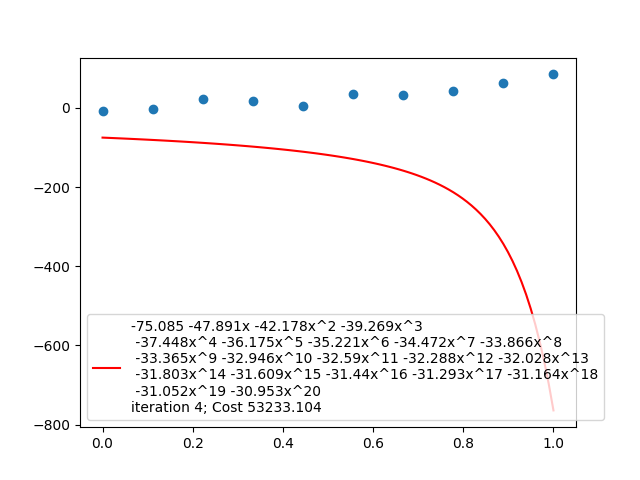 0
−200
−400
−600
−800
-75.085 -47.891x -42.178x^2 -39.269x^3
-37.448x^4 -36.175x^5 -35.221x^6 -34.472x^7 -33.866x^8
-33.365x^9 -32.946x^10 -32.59x^11 -32.288x^12 -32.028x^13
-31.803x^14 -31.609x^15 -31.44x^16 -31.293x^17 -31.164x^18
-31.052x^19 -30.953x^20
iteration 4; Cost 53233.104
0.0 0.2 0.4 0.6 0.8 1.0